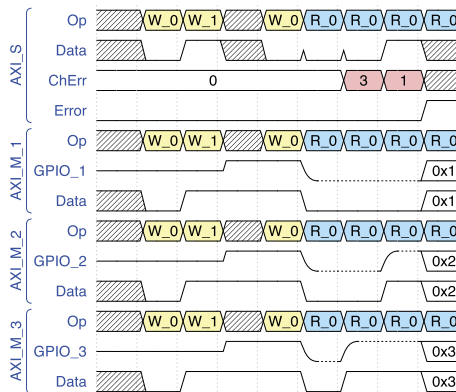 AXI_S
Op W_0 W_1 W_0 R_0 R_0 R_0 R_0
Data
ChErr 0 3 1
Error
AXI_M_1
Op W_0 W_1 W_0 R_0 R_0 R_0 R_0
GPIO_1 0x1
Data 0x1
AXI_M_2
Op W_0 W_1 W_0 R_0 R_0 R_0 R_0
GPIO_2 0x2
Data 0x2
AXI_M_3
Op W_0 W_1 W_0 R_0 R_0 R_0 R_0
GPIO_3 0x3
Data 0x3